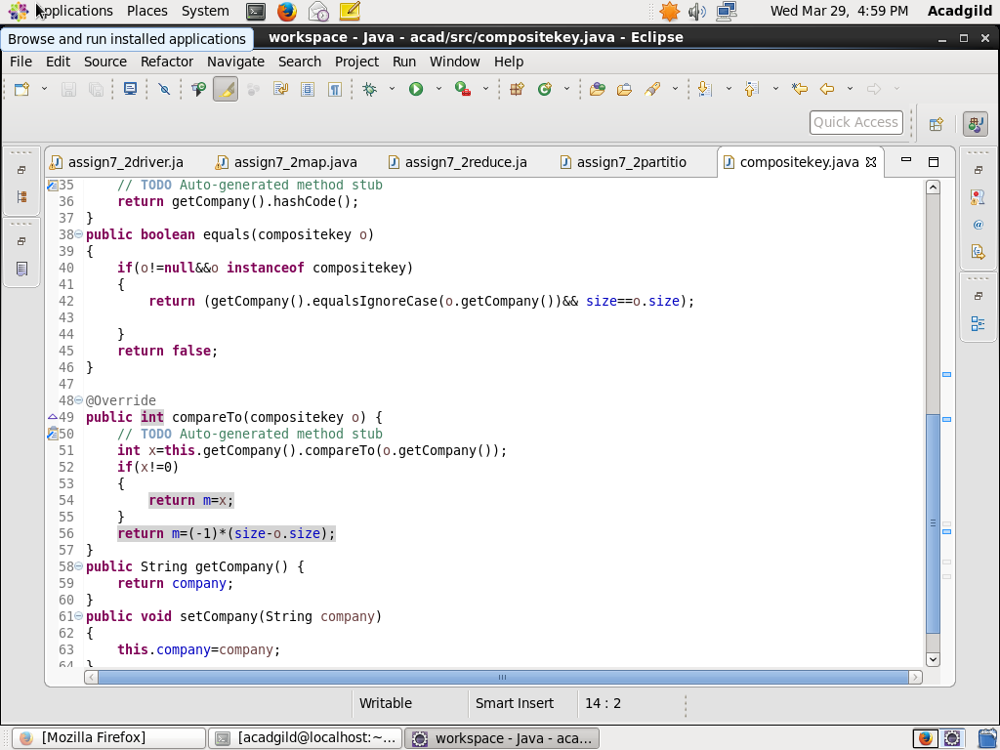 Applications Places System Wed Mar 29, 4:59 PM Acadgild
Browse and run installed applications
workspace - Java - acad/src/compositekey.java - Eclipse
File Edit Source Refactor Navigate Search Project Run Window Help
Quick Access
assign7_2driver.ja assign7_2map.java assign7_2reduce.ja assign7_2partitio compositekey.java
35 // TODO Auto-generated method stub
36 return getCompany().hashCode();
37 }
38 public boolean equals(compositekey o)
39 {
40 if(o!=null&&o instanceof compositekey)
41 {
42 return (getCompany().equalsIgnoreCase(o.getCompany())&& size==o.size);
43
44 }
45 return false;
46 }
47
48 @Override
49 public int compareTo(compositekey o) {
50 // TODO Auto-generated method stub
51 int x=this.getCompany().compareTo(o.getCompany());
52 if(x!=0)
53 {
54 return m=x;
55 }
56 return m=(-1)*(size-o.size);
57 }
58 public String getCompany() {
59 return company;
60 }
61 public void setCompany(String company)
62 {
63 this.company=company;
64 }
Writable Smart Insert 14 : 2
[Mozilla Firefox] [acadgild@localhost:~... workspace - Java - aca...